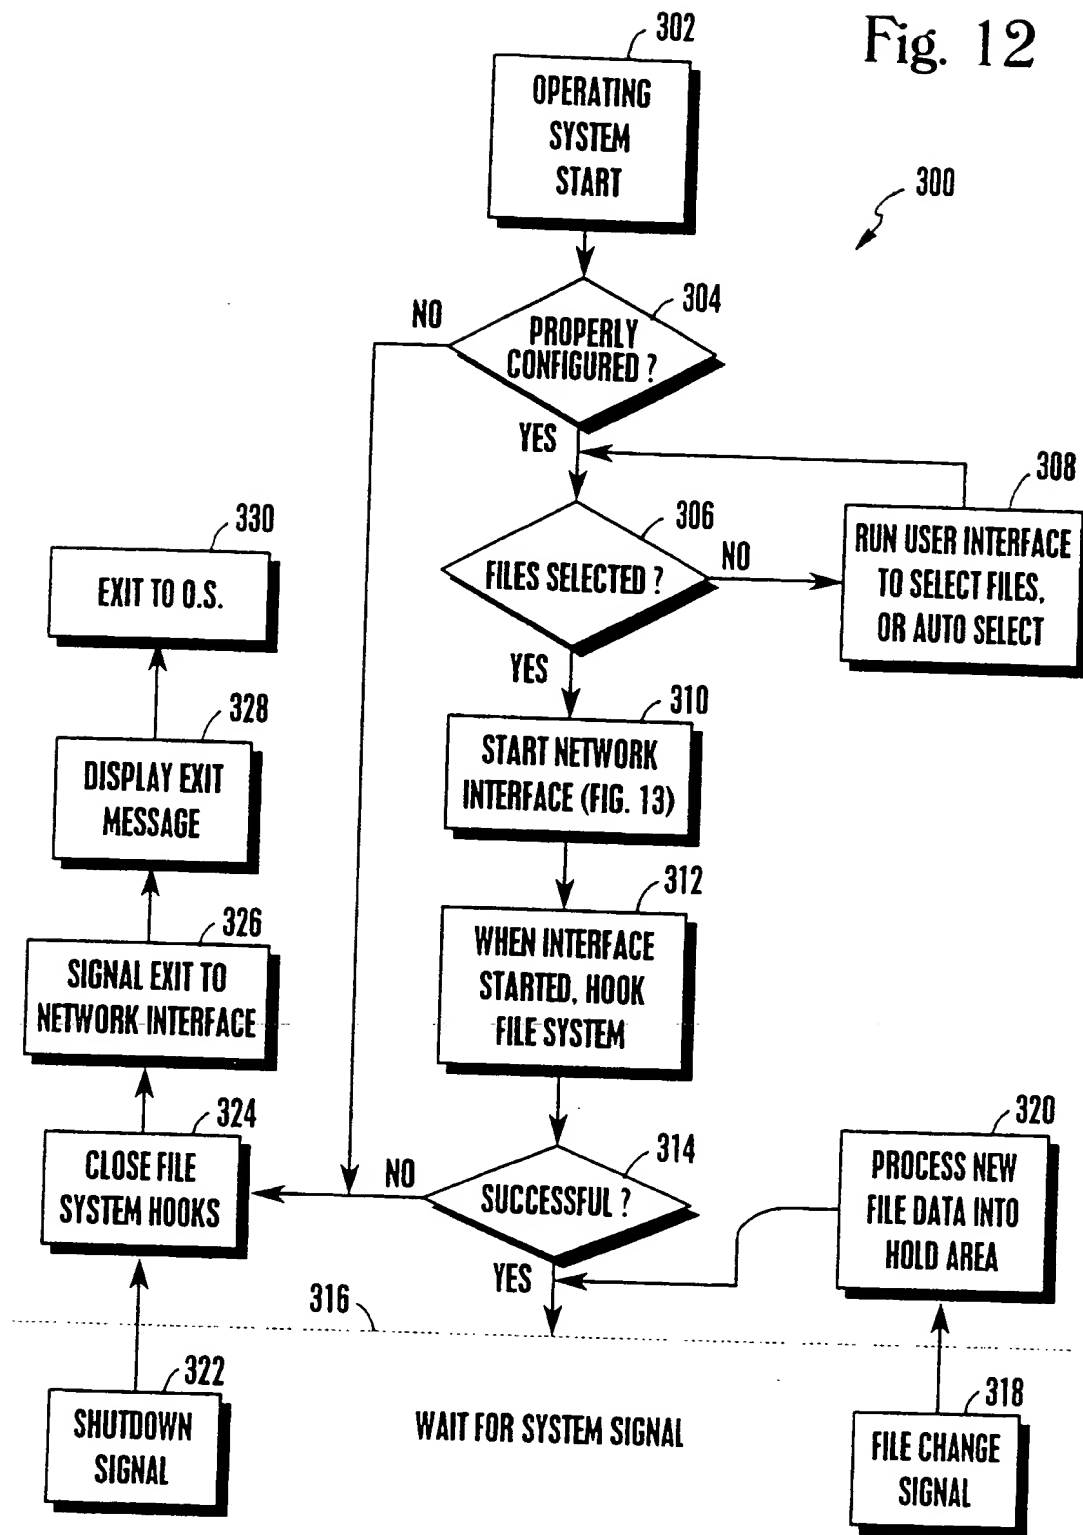 Fig. 12
302
OPERATING
SYSTEM
START
300
304
NO
PROPERLY
CONFIGURED ?
YES
308
RUN USER INTERFACE
TO SELECT FILES,
OR AUTO SELECT
306
FILES SELECTED ?
NO
YES
330
EXIT TO O.S.
310
START NETWORK
INTERFACE (FIG. 13)
328
DISPLAY EXIT
MESSAGE
312
WHEN INTERFACE
STARTED, HOOK
FILE SYSTEM
326
SIGNAL EXIT TO
NETWORK INTERFACE
324
CLOSE FILE
SYSTEM HOOKS
NO
314
SUCCESSFUL ?
YES
320
PROCESS NEW
FILE DATA INTO
HOLD AREA
316
322
SHUTDOWN
SIGNAL
WAIT FOR SYSTEM SIGNAL
318
FILE CHANGE
SIGNAL